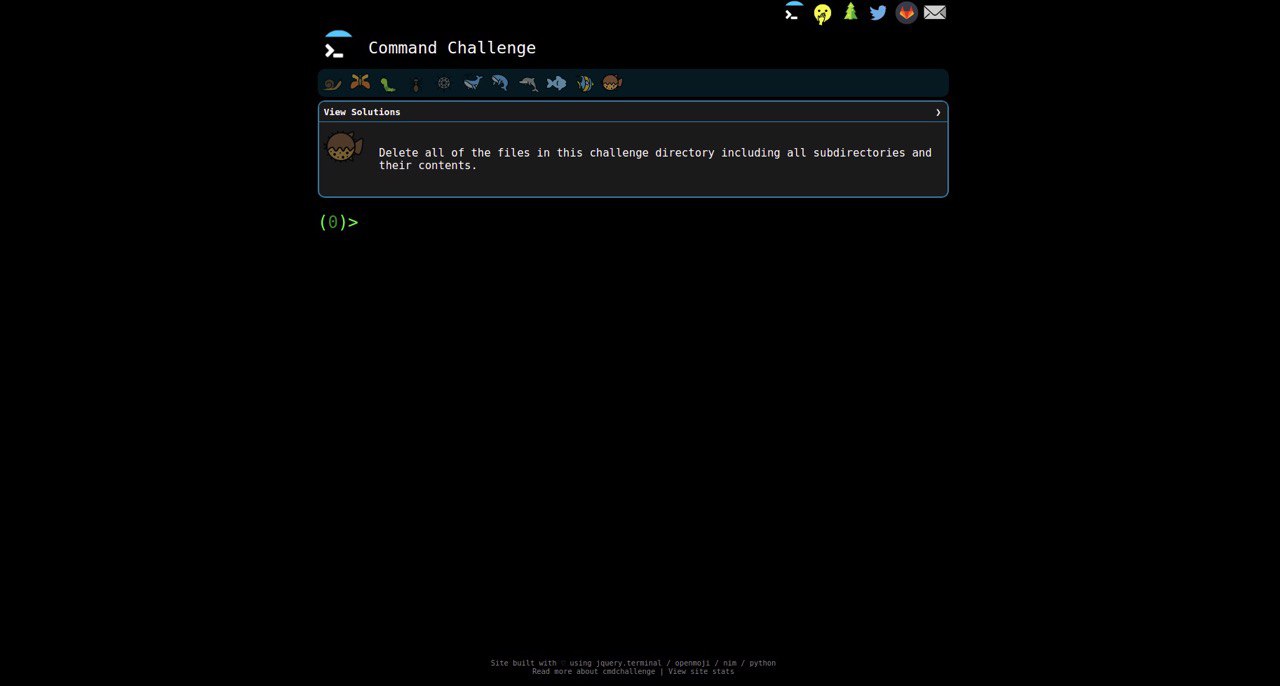 Command Challenge
View Solutions ❯
Delete all of the files in this challenge directory including all subdirectories and
their contents.
(0)>
Site built with ♡ using jquery.terminal / openmoji / nim / python
Read more about cmdchallenge | View site stats